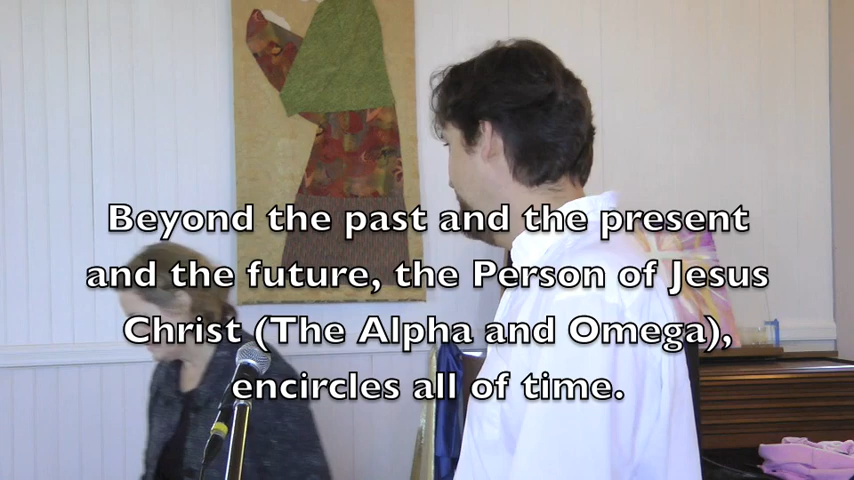 Beyond the past and the present
and the future, the Person of Jesus
Christ (The Alpha and Omega),
encircles all of time.